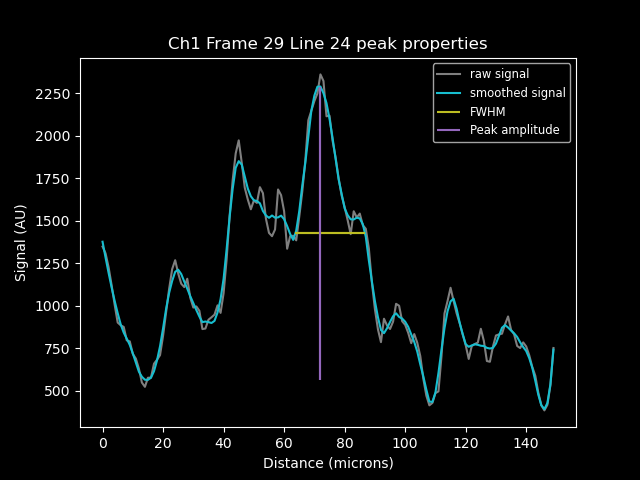 Ch1 Frame 29 Line 24 peak properties
raw signal
smoothed signal
FWHM
Peak amplitude
Signal (AU)
2250
2000
1750
1500
1250
1000
750
500
0 20 40 60 80 100 120 140
Distance (microns)